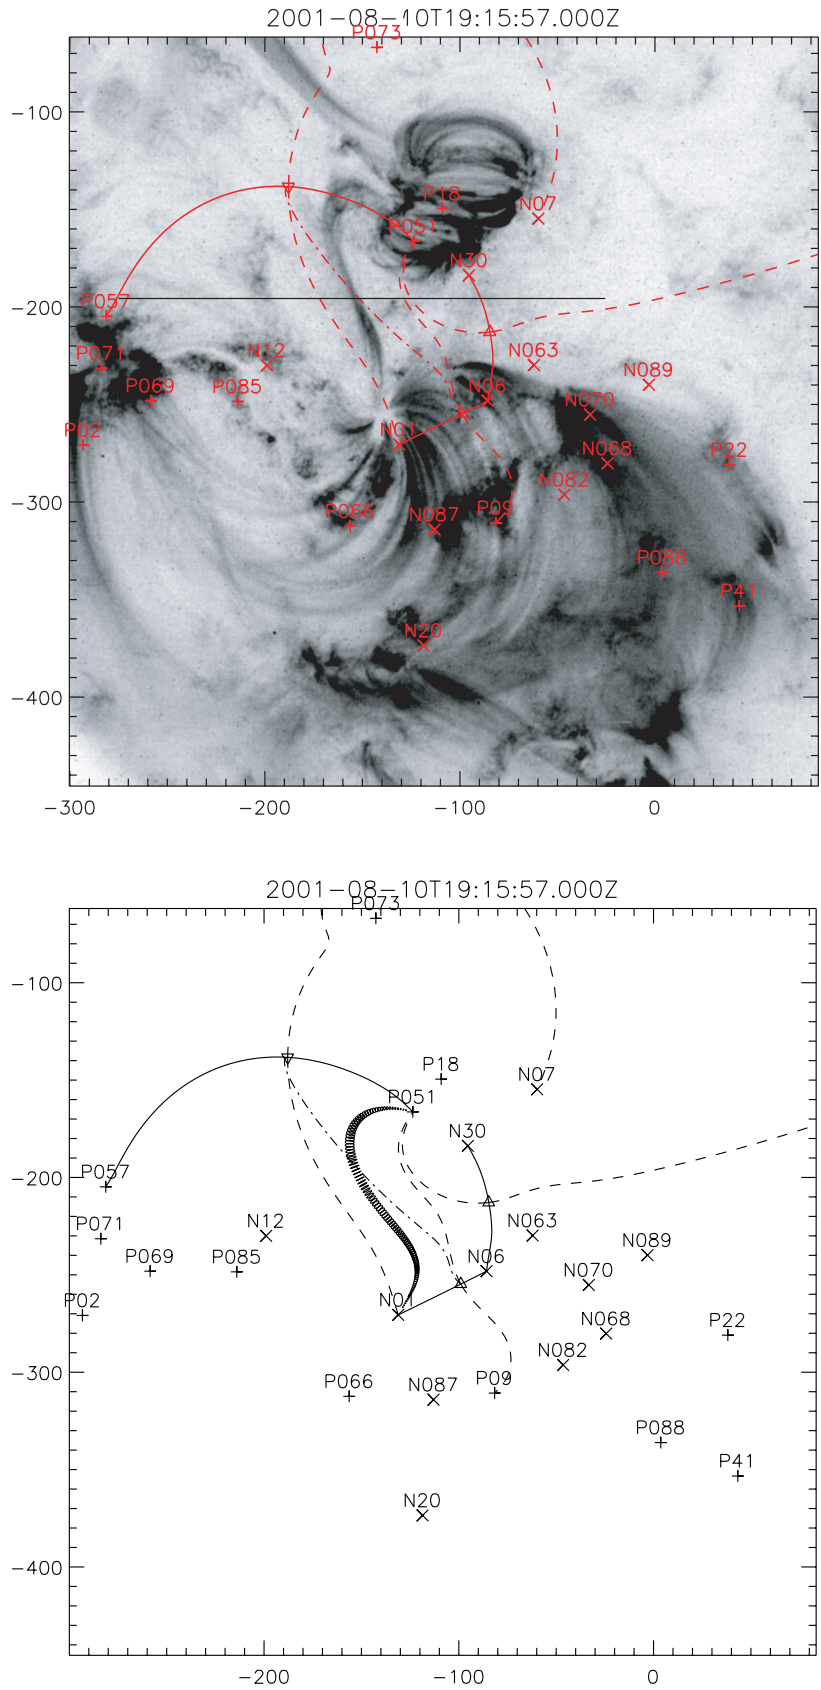 2001-08-10T19:15:57.000Z
P073
-100
P18
N07
P051
N30
-200
P057
N12
N063
P071
N089
P069
P085
N06
N070
P02
N01
P22
N068
N082
-300
P066
N087
P09
P088
P41
N20
-400
-300
-200
-100
0
2001-08-10T19:15:57.000Z
P073
-100
P18
N07
P051
N30
-200
P057
N12
N063
P071
N089
P069
P085
N06
N070
P02
N01
P22
N068
N082
-300
P066
N087
P09
P088
P41
N20
-400
-200
-100
0